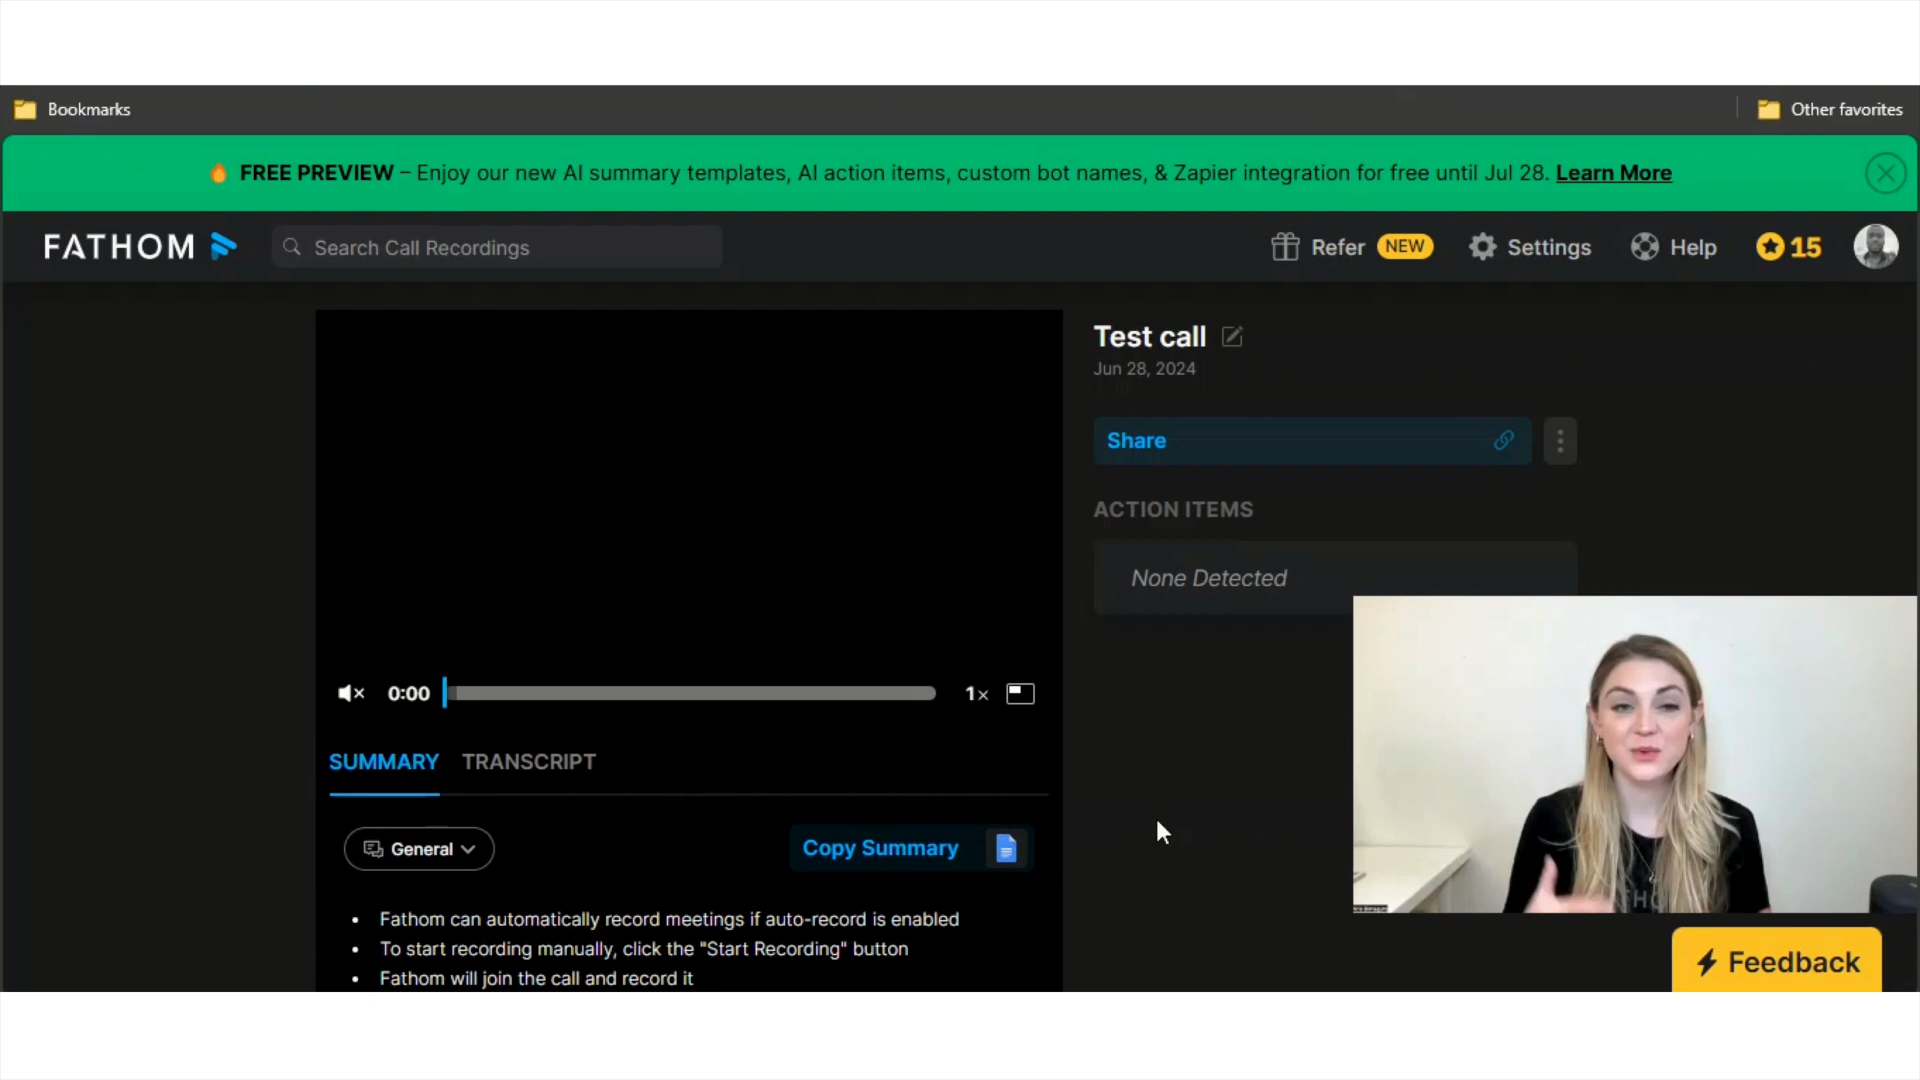 Bookmarks
Other favorites
FREE PREVIEW – Enjoy our new AI summary templates, AI action items, custom bot names, & Zapier integration for free until Jul 28. Learn More
FATHOM
Search Call Recordings
Refer NEW
Settings
Help
15
Test call
Jun 28, 2024
Share
ACTION ITEMS
None Detected
0:00
1×
SUMMARY
TRANSCRIPT
General
Copy Summary
• Fathom can automatically record meetings if auto-record is enabled
• To start recording manually, click the "Start Recording" button
• Fathom will join the call and record it
Feedback